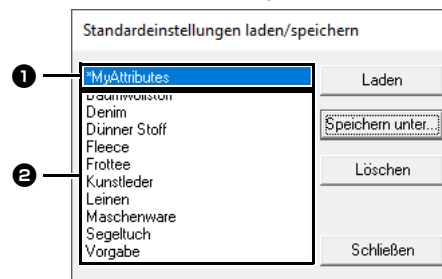 Standardeinstellungen laden/speichern
❶
*MyAttributes
Laden
Baumwollstoff
Denim
Speichern unter...
Dünner Stoff
Fleece
❷
Frottee
Löschen
Kunstleder
Leinen
Maschenware
Segeltuch
Vorgabe
Schließen